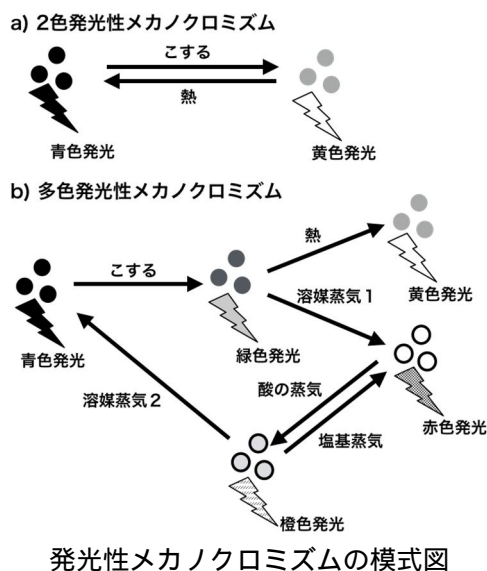 a) 2色発光性メカノクロミズム
こする
熱
青色発光
黄色発光
b) 多色発光性メカノクロミズム
熱
こする
黄色発光
溶媒蒸気1
青色発光
緑色発光
酸の蒸気
溶媒蒸気2
赤色発光
塩基蒸気
橙色発光
発光性メカノクロミズムの模式図